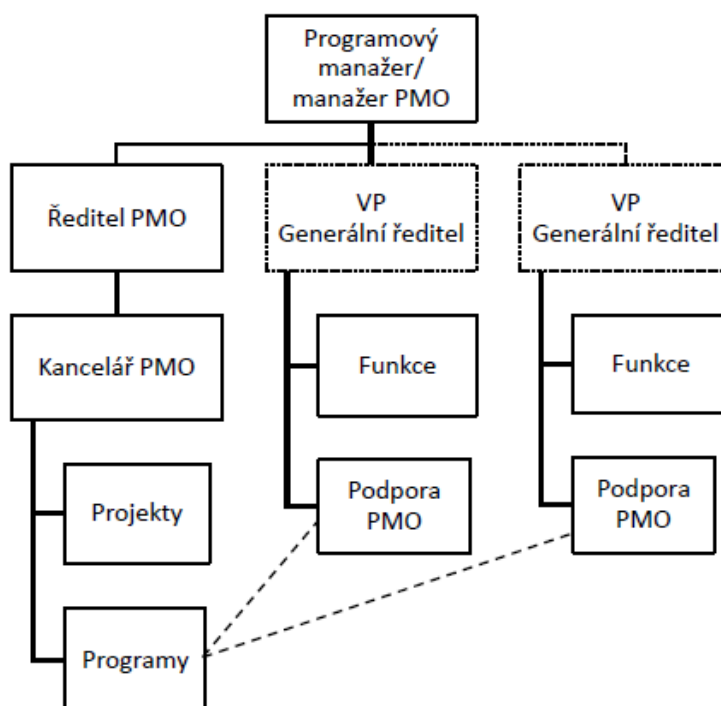 Programový
manažer/
manažer PMO
Ředitel PMO
VP
Generální ředitel
VP
Generální ředitel
Kancelář PMO
Funkce
Funkce
Projekty
Podpora
PMO
Podpora
PMO
Programy